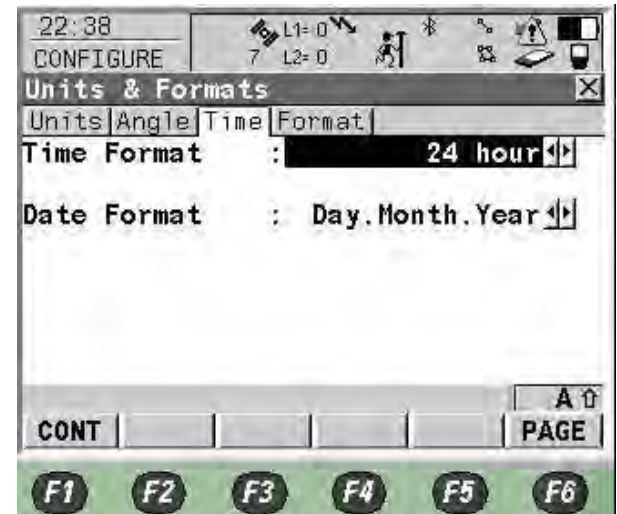 22:38
L1= 0
CONFIGURE
7 L2= 0
Units & Formats
Units Angle Time Format
Time Format : 24 hour
Date Format : Day.Month.Year
A
CONT PAGE
F1 F2 F3 F4 F5 F6